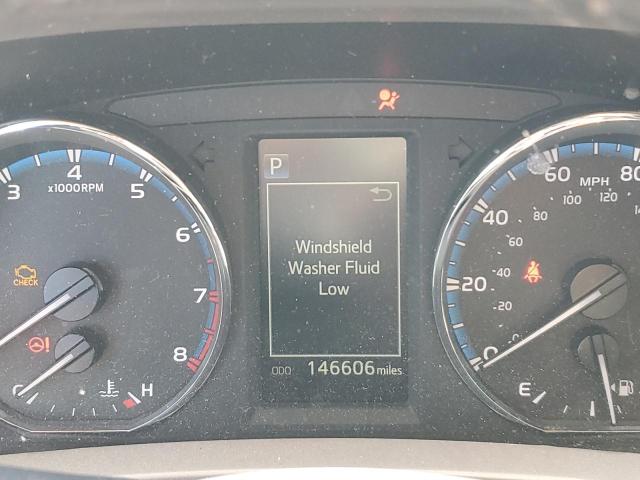 3 4 5 6 7 8
x1000RPM
CHECK
C H
P
Windshield
Washer Fluid
Low
ODO 146606 miles
0 20 40 60 80
MPH
20 40 60 80 100 120
E